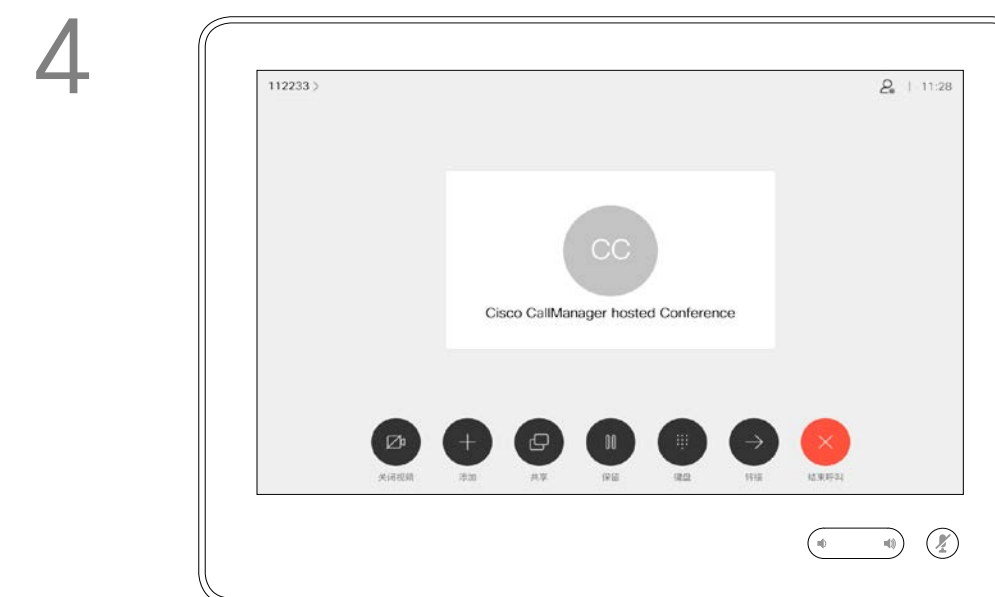 4
112233 >
| 11:28
CC
Cisco CallManager hosted Conference
关闭视频 添加 共享 保留 键盘 转接 结束呼叫